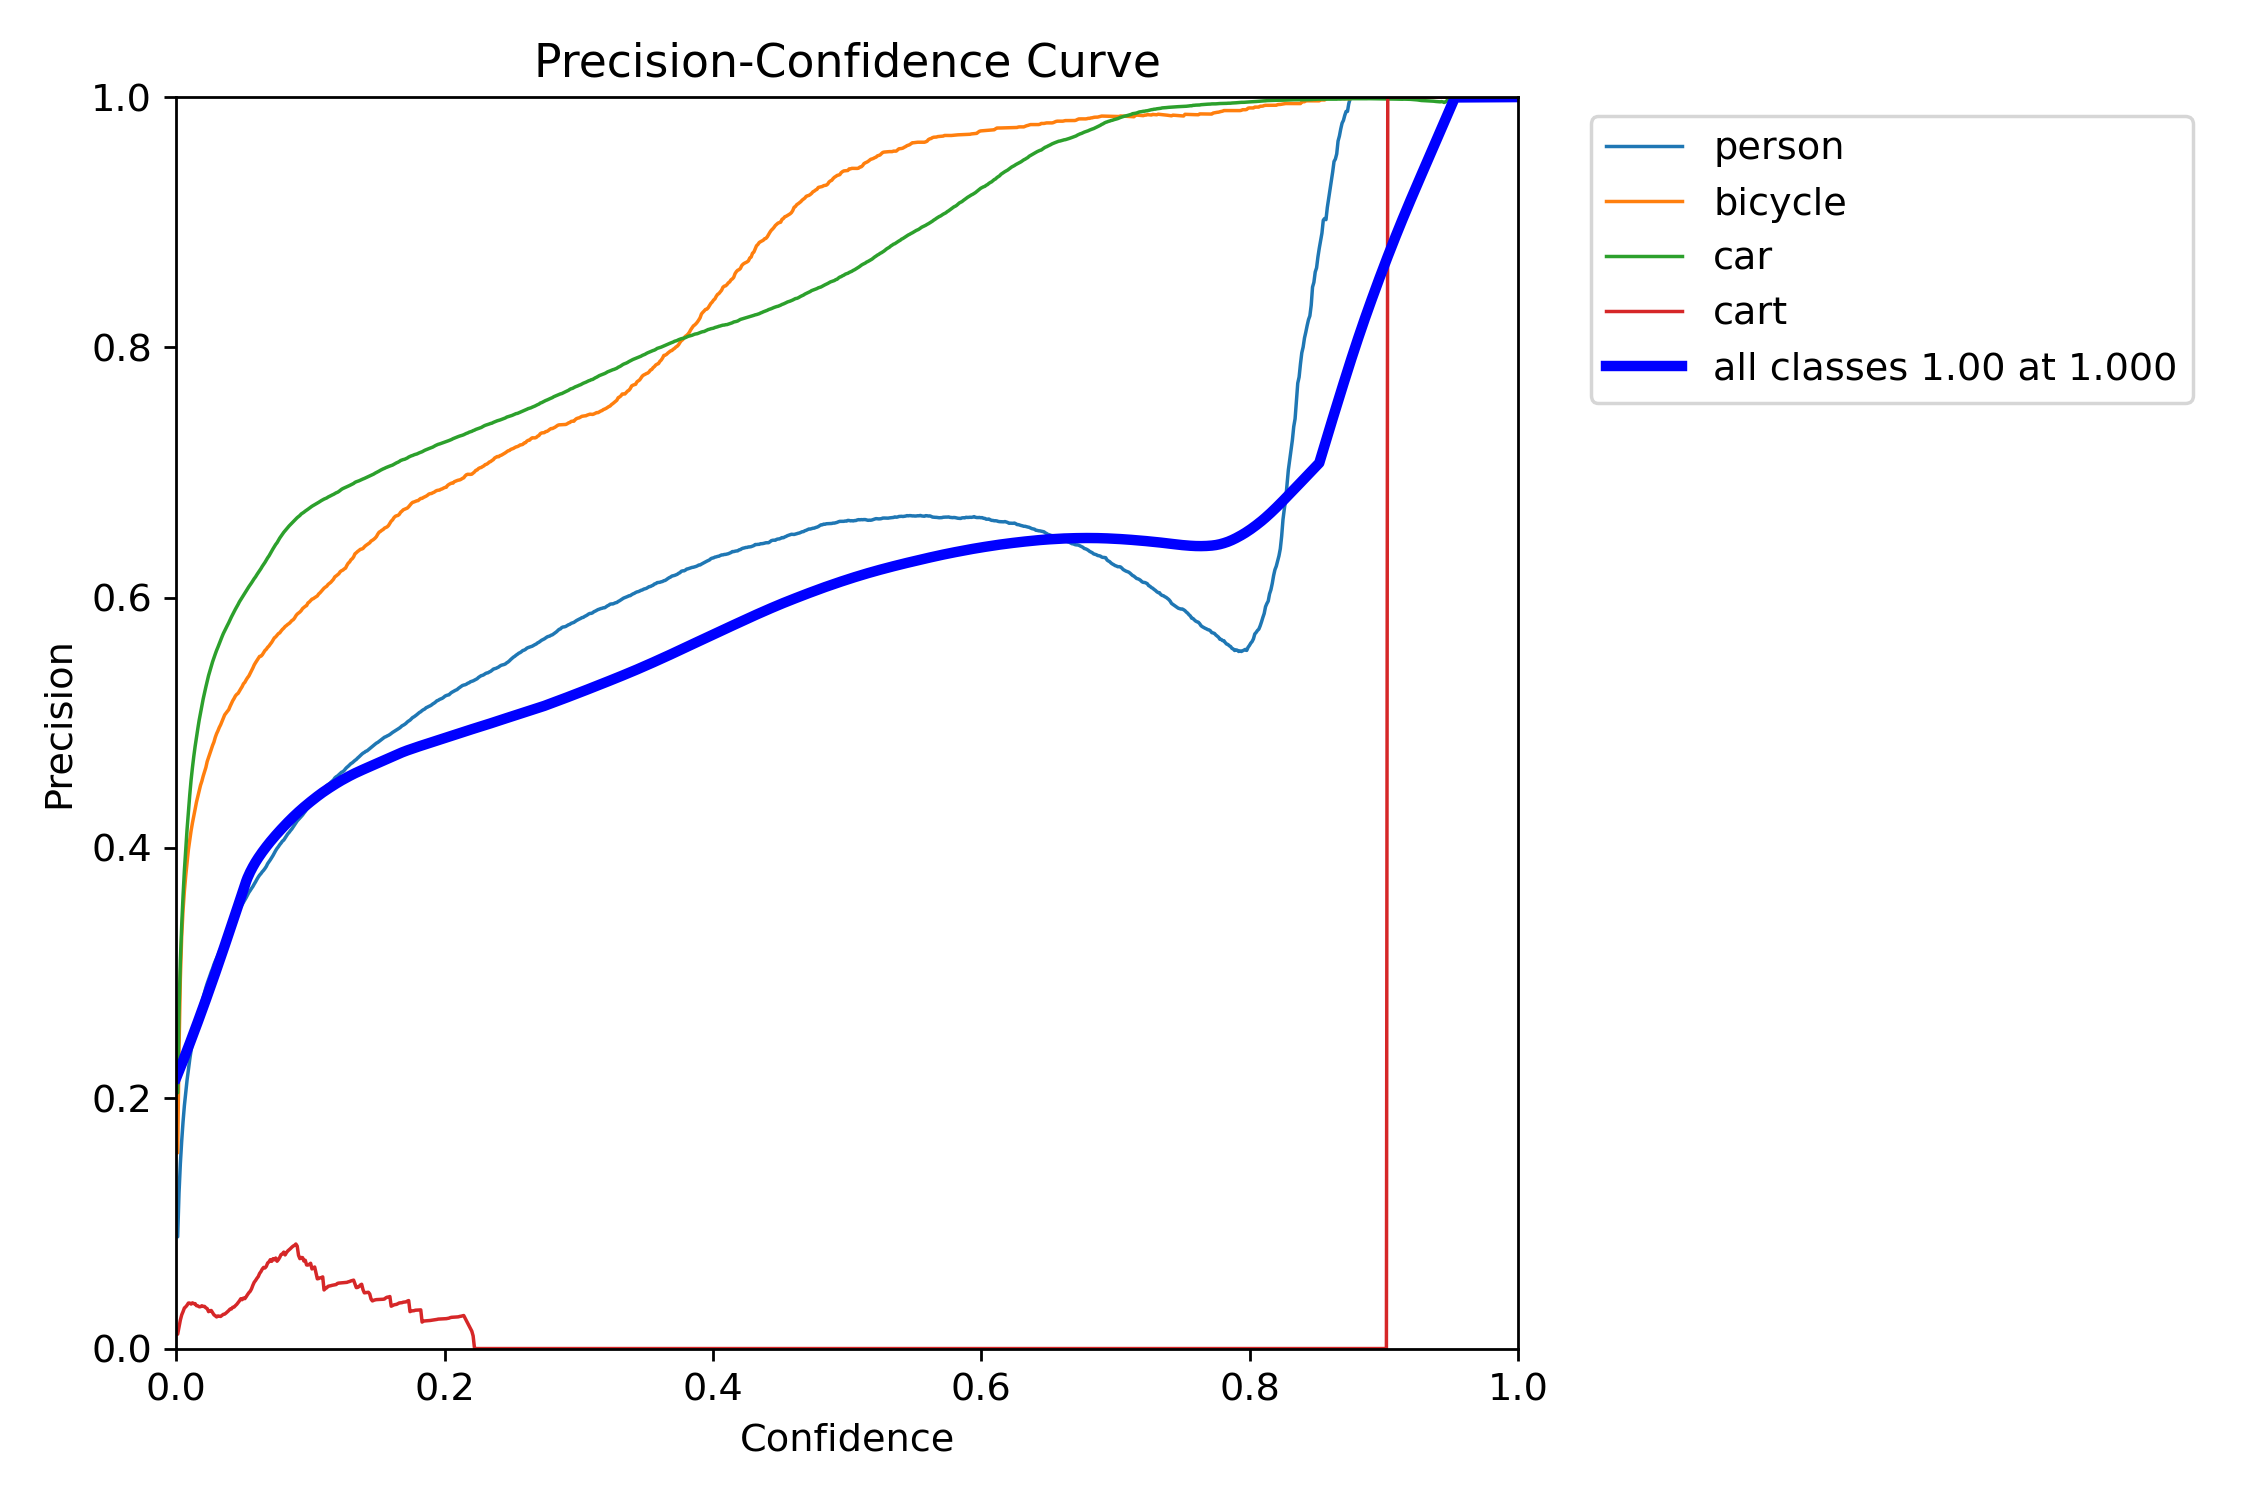 Precision-Confidence Curve
1.0
0.8
0.6
0.4
0.2
0.0
Precision
0.0 0.2 0.4 0.6 0.8 1.0
Confidence
person
bicycle
car
cart
all classes 1.00 at 1.000